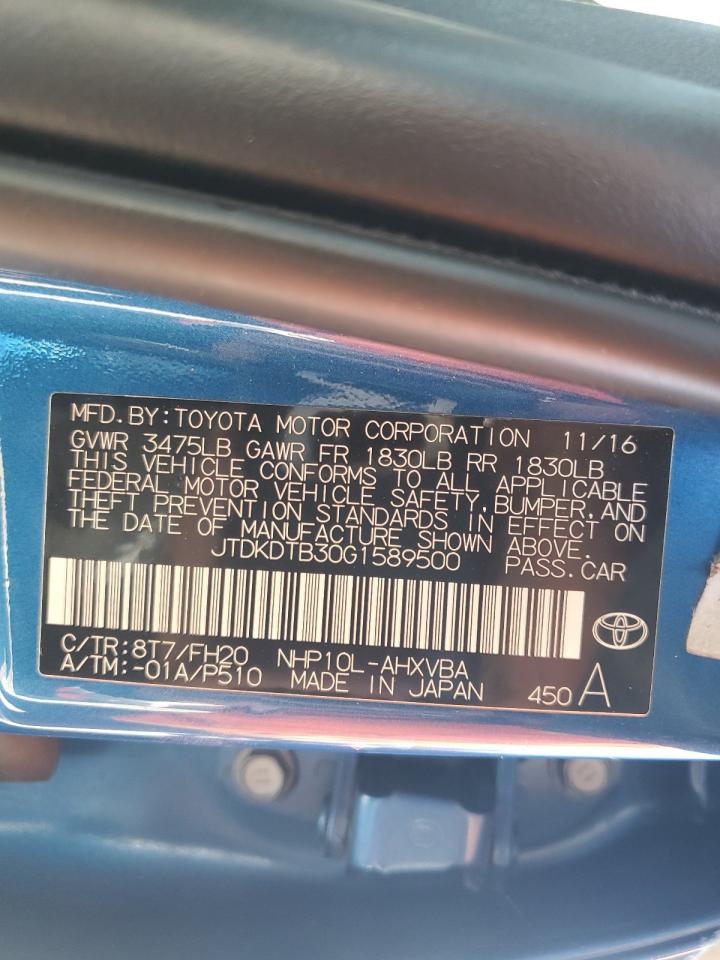 MFD.BY:TOYOTA MOTOR CORPORATION 11/16
GVWR 3475LB GAWR FR 1830LB RR 1830LB
THIS VEHICLE CONFORMS TO ALL APPLICABLE
FEDERAL MOTOR VEHICLE SAFETY,BUMPER,AND
THEFT PREVENTION STANDARDS IN EFFECT ON
THE DATE OF MANUFACTURE SHOWN ABOVE.
JTDKDTB30G1589500 PASS.CAR
C/TR:8T7/FH20 NHP10L-AHXVBA
A/TM:-01A/P510 MADE IN JAPAN 450 A